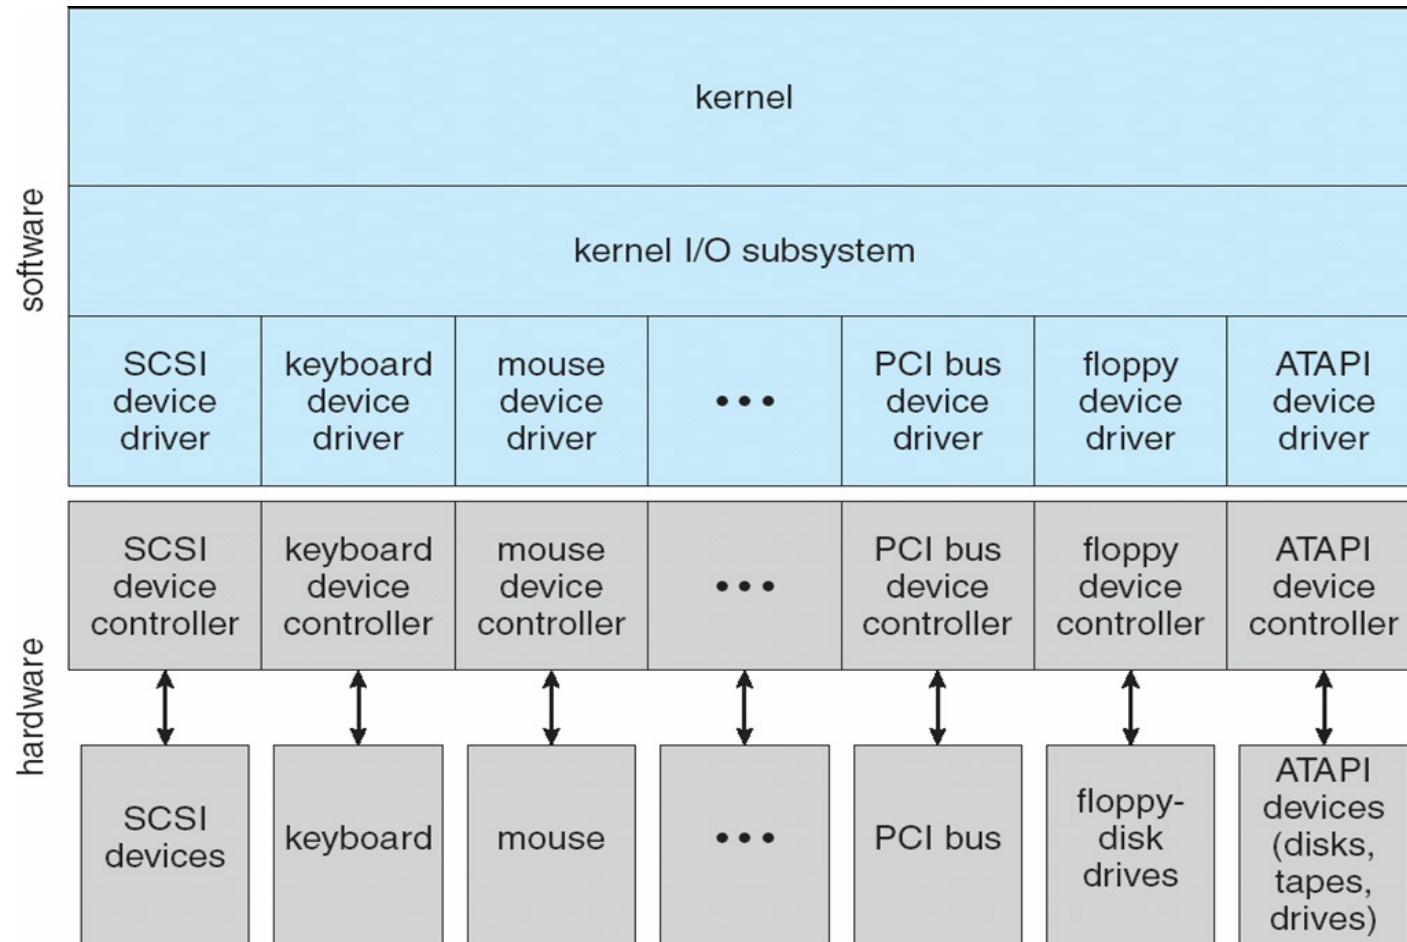 software
kernel
kernel I/O subsystem
SCSI
device
driver
keyboard
device
driver
mouse
device
driver
•••
PCI bus
device
driver
floppy
device
driver
ATAPI
device
driver
hardware
SCSI
device
controller
keyboard
device
controller
mouse
device
controller
•••
PCI bus
device
controller
floppy
device
controller
ATAPI
device
controller
SCSI
devices
keyboard
mouse
•••
PCI bus
floppy-
disk
drives
ATAPI
devices
(disks,
tapes,
drives)